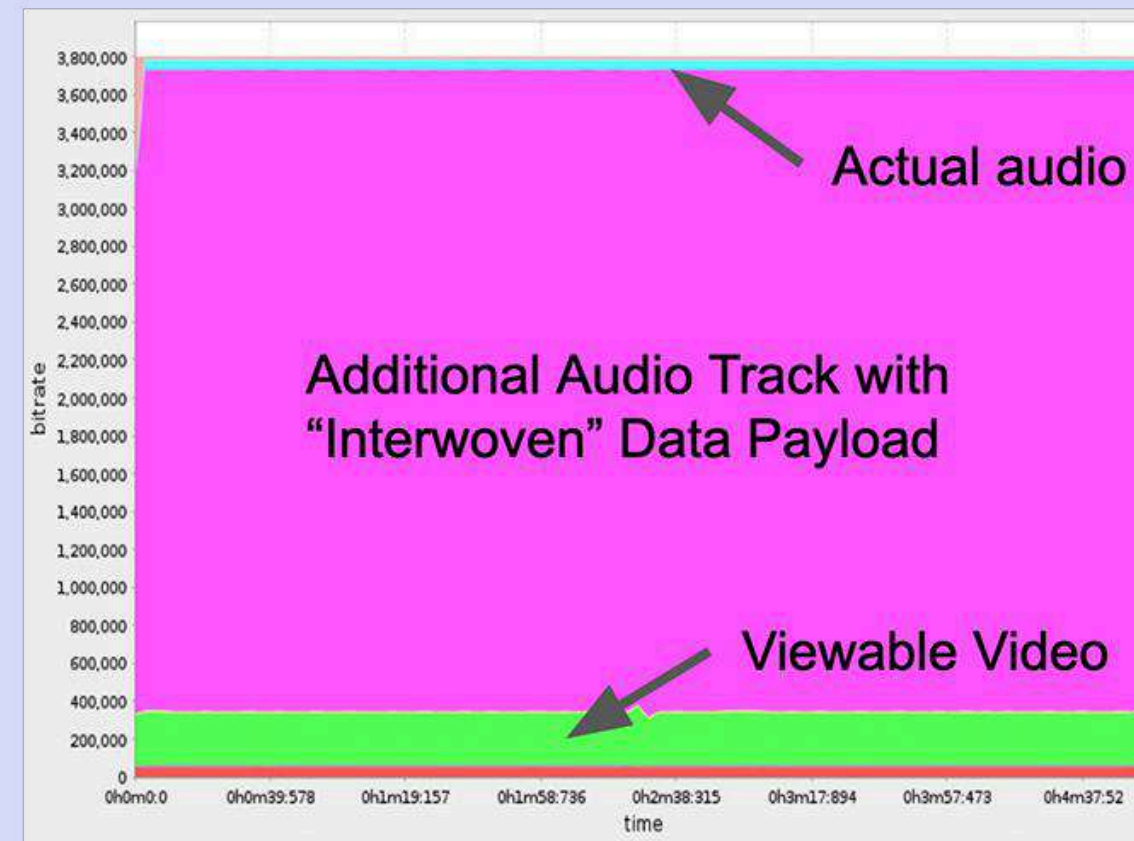 3,800,000
3,600,000
3,400,000
3,200,000
3,000,000
2,800,000
2,600,000
2,400,000
2,200,000
2,000,000
1,800,000
1,600,000
1,400,000
1,200,000
1,000,000
800,000
600,000
400,000
200,000
0
bitrate
Actual audio
Additional Audio Track with
“Interwoven” Data Payload
Viewable Video
0h0m0:0 0h0m39:578 0h1m19:157 0h1m58:736 0h2m38:315 0h3m17:894 0h3m57:473 0h4m37:52
time